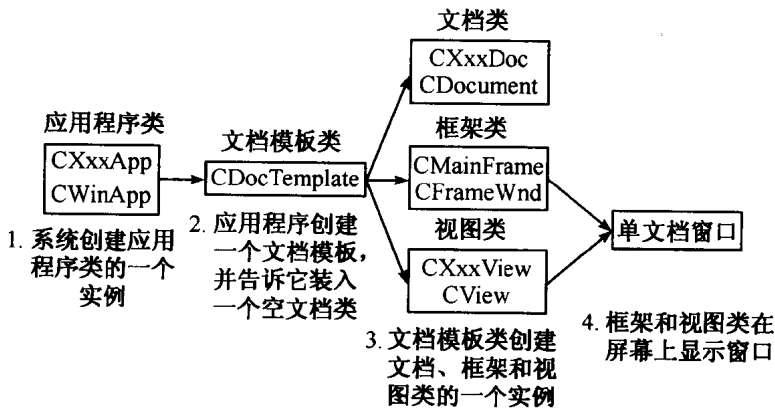 文档类
CXxxDoc
CDocument
应用程序类
CXxxApp
CWinApp
文档模板类
CDocTemplate
框架类
CMainFrame
CFrameWnd
视图类
CXxxView
CView
单文档窗口
1. 系统创建应用
程序类的一个
实例
2. 应用程序创建
一个文档模板，
并告诉它装入
一个空文档类
3. 文档模板类创建
文档、框架和视
图类的一个实例
4. 框架和视图类在
屏幕上显示窗口